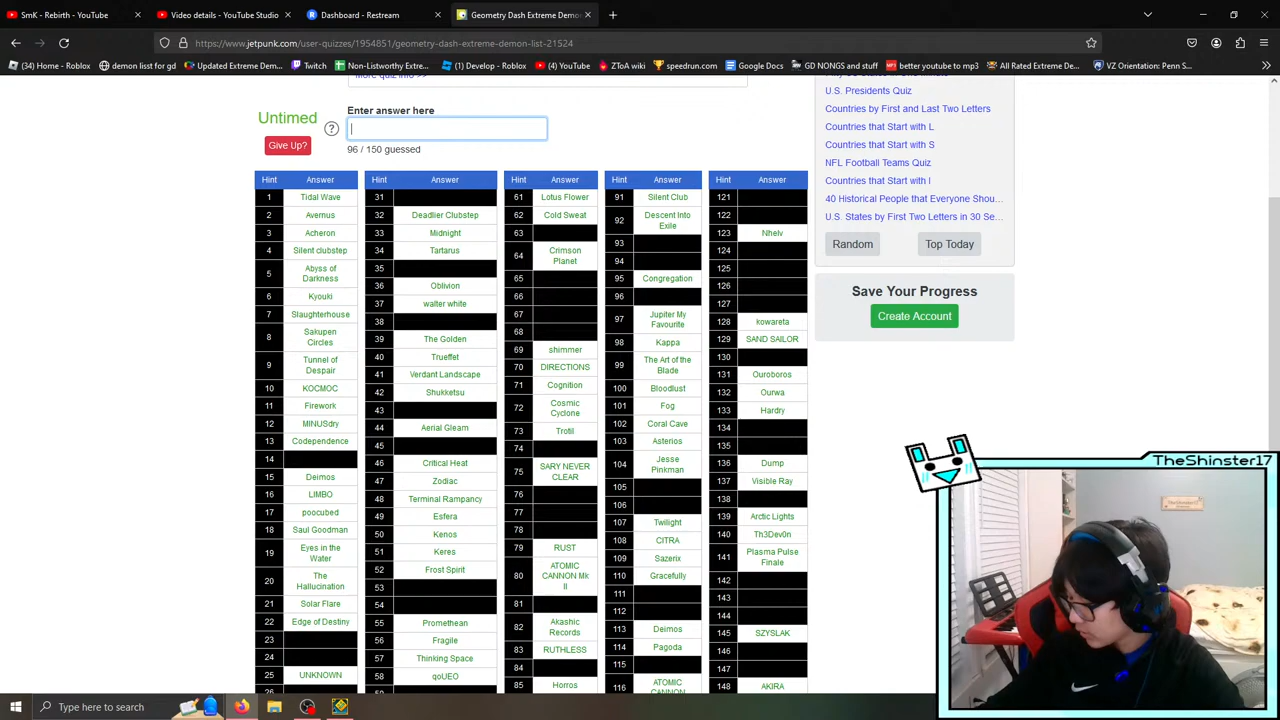 SmK - Rebirth - YouTube
Video details - YouTube Studio
Dashboard - Restream
Geometry Dash Extreme Demon
https://www.jetpunk.com/user-quizzes/1954851/geometry-dash-extreme-demon-list-21524
(34) Home - Roblox
demon lisst for gd
Updated Extreme Dem...
Twitch
Non-Listworthy Extre...
(1) Develop - Roblox
(4) YouTube
ZToA wiki
speedrun.com
Google Docs
GD NONGS and stuff
better youtube to mp3
All Rated Extreme De...
VZ Orientation: Penn S...
More quiz info >>
Untimed
Give Up?
?
Enter answer here
96 / 150 guessed
Hint Answer
1 Tidal Wave
2 Avernus
3 Acheron
4 Silent clubstep
5 Abyss of
Darkness
6 Kyouki
7 Slaughterhouse
8 Sakupen
Circles
9 Tunnel of
Despair
10 KOCMOC
11 Firework
12 MINUSdry
13 Codependence
14
15 Deimos
16 LIMBO
17 poocubed
18 Saul Goodman
19 Eyes in the
Water
20 The
Hallucination
21 Solar Flare
22 Edge of Destiny
23
24
25 UNKNOWN
26
Hint Answer
31
32 Deadlier Clubstep
33 Midnight
34 Tartarus
35
36 Oblivion
37 walter white
38
39 The Golden
40 Trueffet
41 Verdant Landscape
42 Shukketsu
43
44 Aerial Gleam
45
46 Critical Heat
47 Zodiac
48 Terminal Rampancy
49 Esfera
50 Kenos
51 Keres
52 Frost Spirit
53
54
55 Promethean
56 Fragile
57 Thinking Space
58 qoUEO
59
Hint Answer
61 Lotus Flower
62 Cold Sweat
63
64 Crimson
Planet
65
66
67
68
69 shimmer
70 DIRECTIONS
71 Cognition
72 Cosmic
Cyclone
73 Trotil
74
75 SARY NEVER
CLEAR
76
77
78
79 RUST
80 ATOMIC
CANNON Mk
II
81
82 Akashic
Records
83 RUTHLESS
84
85 Horros
Hint Answer
91 Silent Club
92 Descent Into
Exile
93
94
95 Congregation
96
97 Jupiter My
Favourite
98 Kappa
99 The Art of the
Blade
100 Bloodlust
101 Fog
102 Coral Cave
103 Asterios
104 Jesse
Pinkman
105
106
107 Twilight
108 CITRA
109 Sazerix
110 Gracefully
111
112
113 Deimos
114 Pagoda
115
116 ATOMIC
CANNON
Hint Answer
121
122
123 Nhelv
124
125
126
127
128 kowareta
129 SAND SAILOR
130
131 Ouroboros
132 Ourwa
133 Hardry
134
135
136 Dump
137 Visible Ray
138
139 Arctic Lights
140 Th3Dev0n
141 Plasma Pulse
Finale
142
143
144
145 SZYSLAK
146
147
148 AKIRA
U.S. Presidents Quiz
Countries by First and Last Two Letters
Countries that Start with L
Countries that Start with S
NFL Football Teams Quiz
Countries that Start with I
40 Historical People that Everyone Shou...
U.S. States by First Two Letters in 30 Se...
Random
Top Today
Save Your Progress
Create Account
TheShinster17
Type here to search